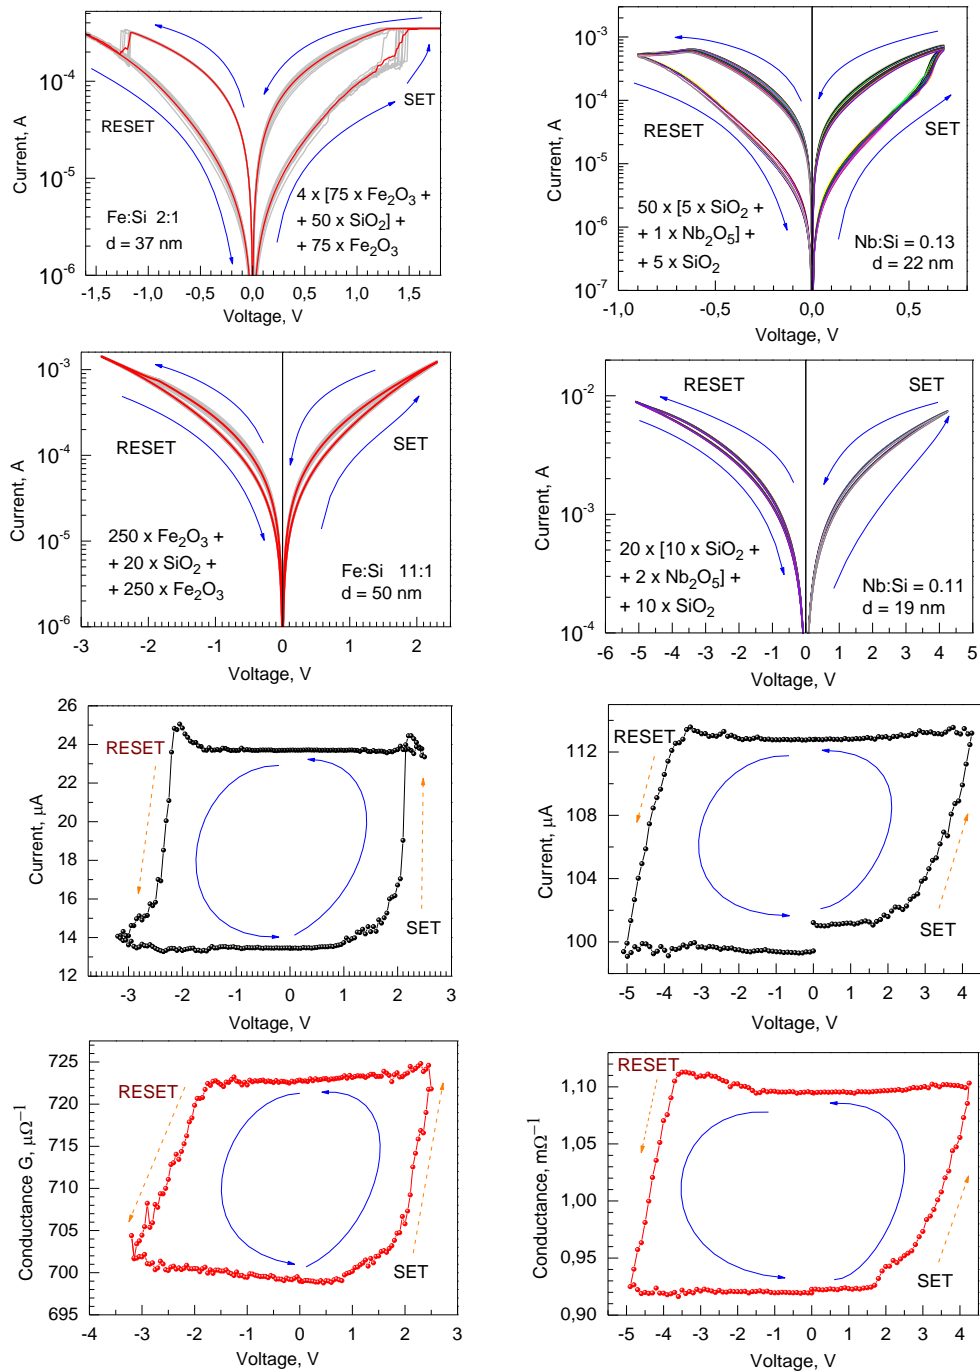 10⁻⁴
10⁻⁵
10⁻⁶
Current, A
RESET
SET
Fe:Si 2:1
d = 37 nm
4 x [75 x Fe₂O₃ +
+ 50 x SiO₂] +
+ 75 x Fe₂O₃
-1,5 -1,0 -0,5 0,0 0,5 1,0 1,5
Voltage, V
10⁻³
10⁻⁴
10⁻⁵
10⁻⁶
10⁻⁷
Current, A
RESET
SET
50 x [5 x SiO₂ +
+ 1 x Nb₂O₅] +
+ 5 x SiO₂
Nb:Si = 0.13
d = 22 nm
-1,0 -0,5 0,0 0,5
Voltage, V
10⁻³
10⁻⁴
10⁻⁵
10⁻⁶
Current, A
RESET
SET
250 x Fe₂O₃ +
+ 20 x SiO₂ +
+ 250 x Fe₂O₃
Fe:Si 11:1
d = 50 nm
-3 -2 -1 0 1 2
Voltage, V
10⁻²
10⁻³
10⁻⁴
Current, A
RESET
SET
20 x [10 x SiO₂ +
+ 2 x Nb₂O₅] +
+ 10 x SiO₂
Nb:Si = 0.11
d = 19 nm
-6 -5 -4 -3 -2 -1 0 1 2 3 4 5
Voltage, V
26
24
22
20
18
16
14
12
Current, µA
RESET
SET
-3 -2 -1 0 1 2 3
Voltage, V
112
108
104
100
Current, µA
RESET
SET
-5 -4 -3 -2 -1 0 1 2 3 4
Voltage, V
725
720
715
710
705
700
695
Conductance G, µΩ⁻¹
RESET
SET
-4 -3 -2 -1 0 1 2 3
Voltage, V
1,10
1,05
1,00
0,95
0,90
Conductance, mΩ⁻¹
RESET
SET
-5 -4 -3 -2 -1 0 1 2 3 4
Voltage, V